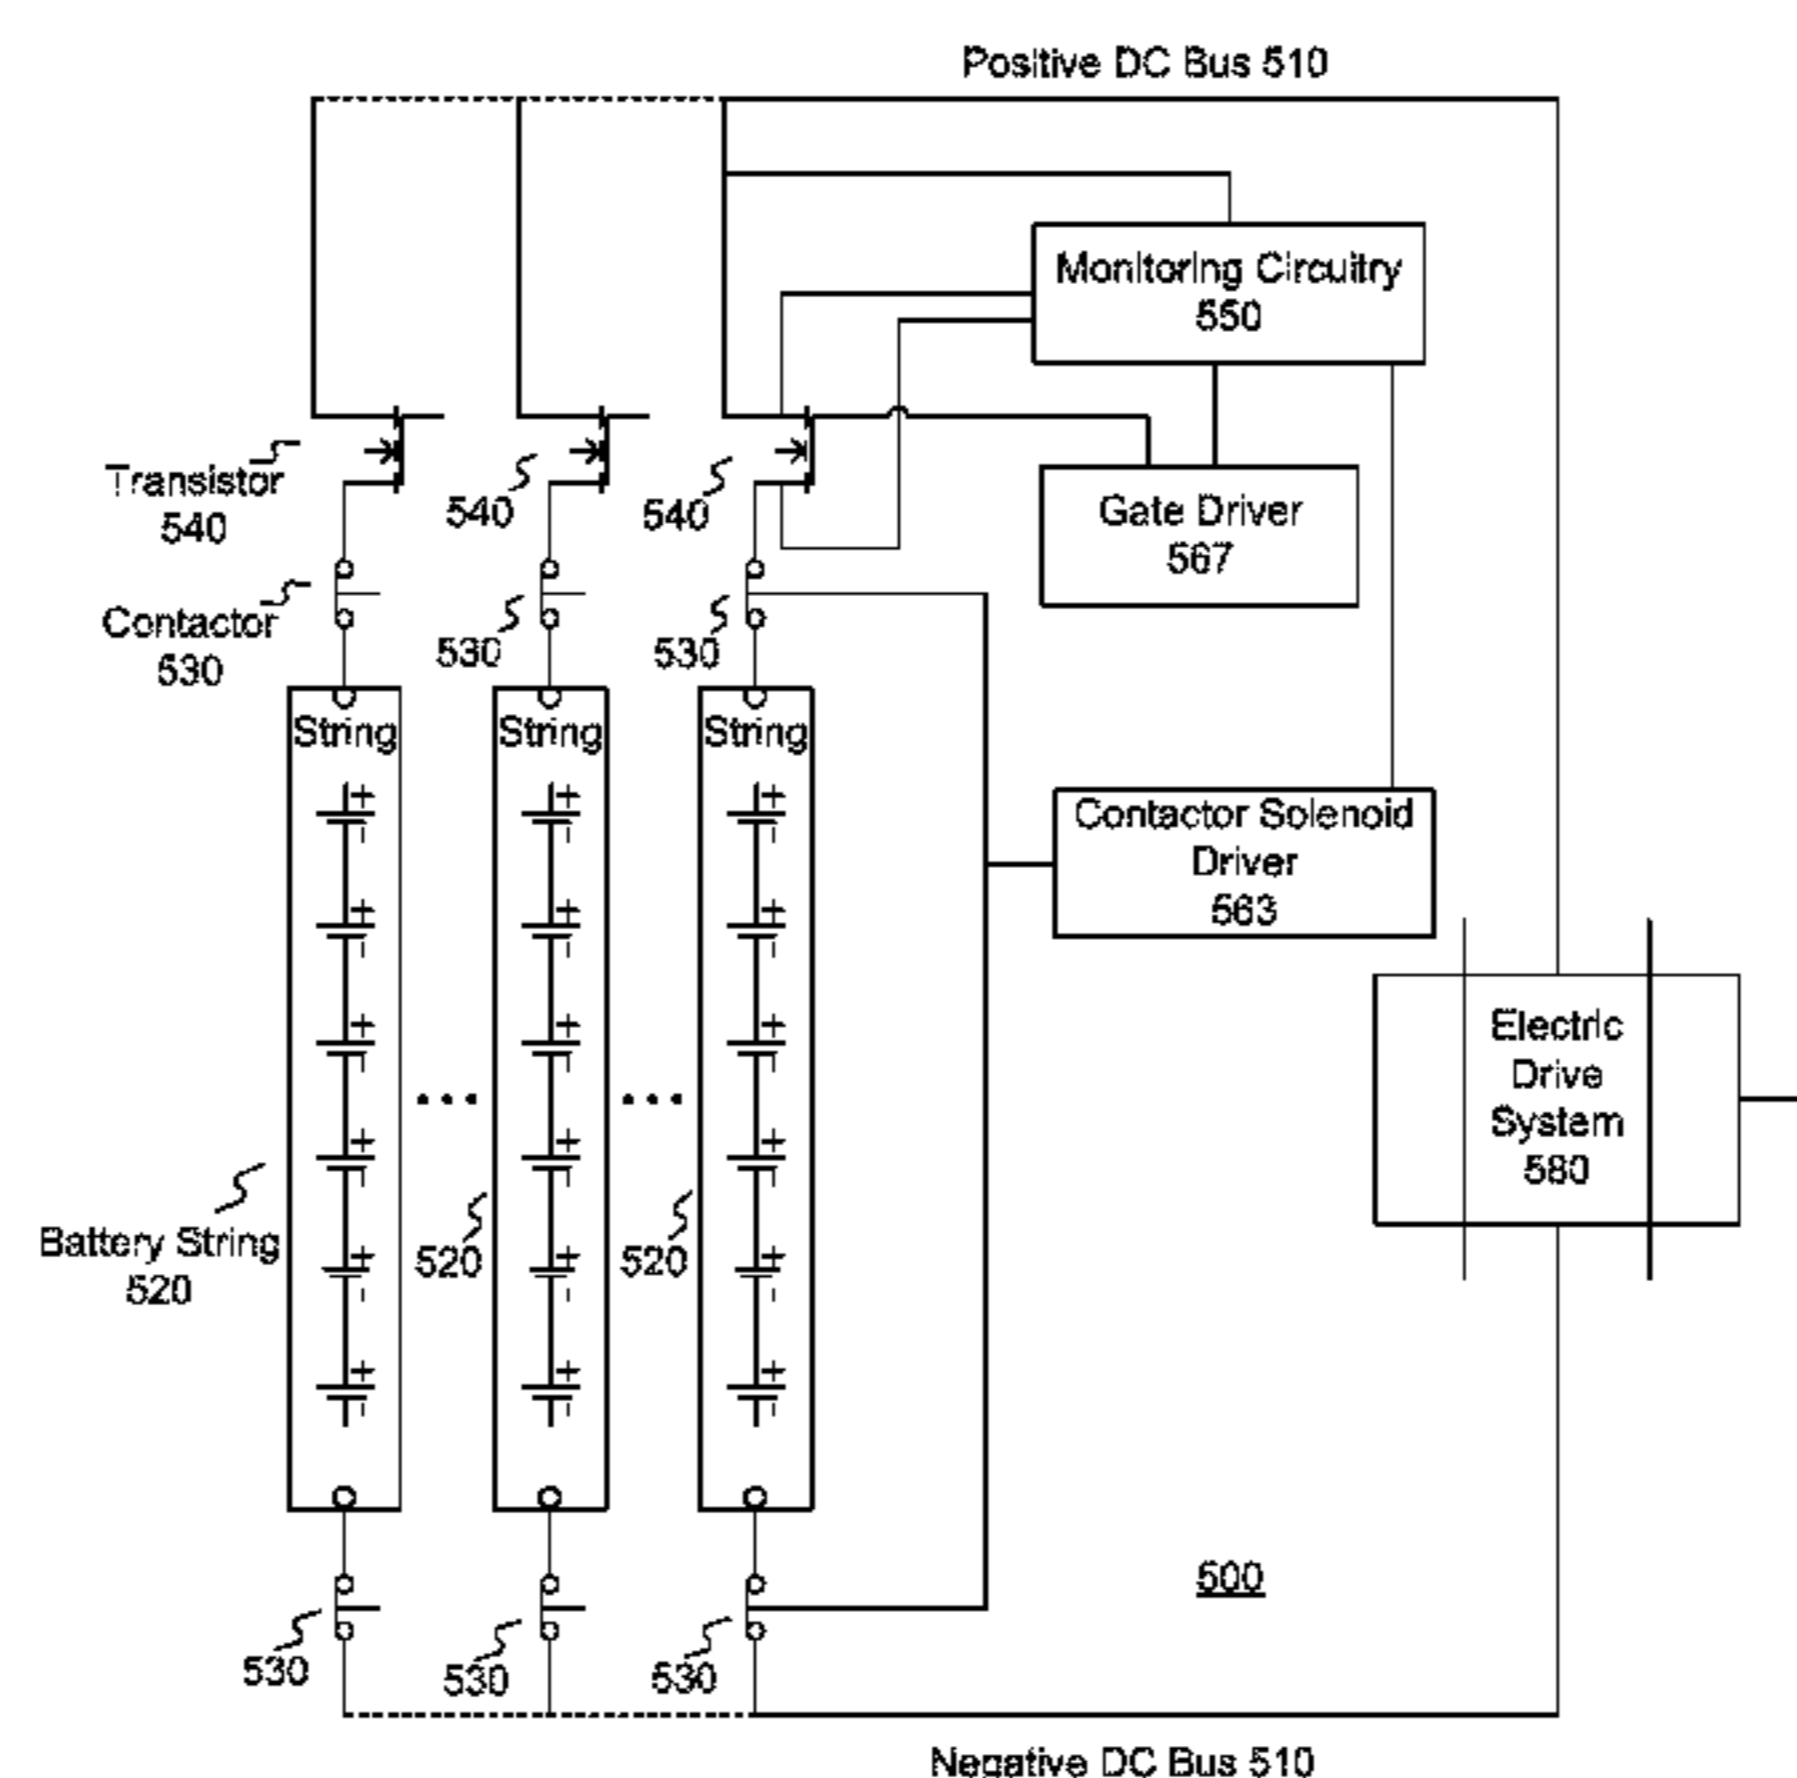 Positive DC Bus 510
Monitoring Circuitry
550
Transistor
540
540
540
Gate Driver
567
Contactor
530
530
530
String
String
String
Contactor Solenoid
Driver
563
Electric
Drive
System
580
Battery String
520
520
520
500
530
530
530
Negative DC Bus 510